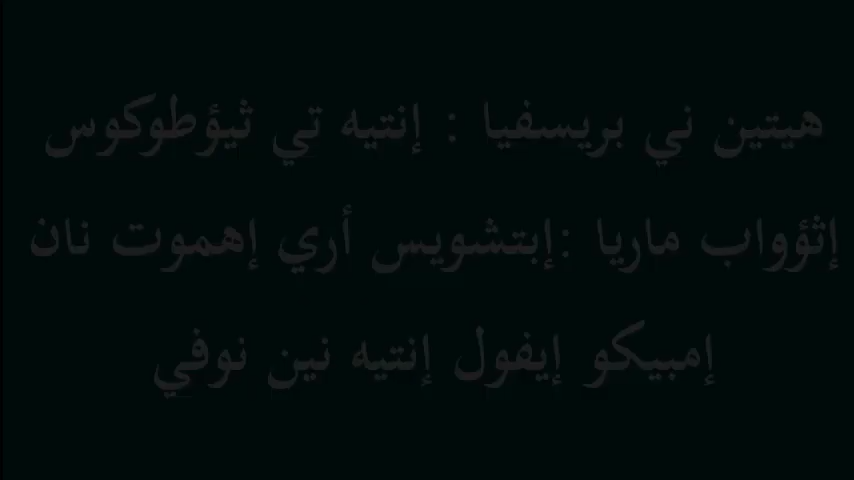 هيتين ني بريسفيا : إنتيه تي ثيؤطوكوس
إثؤواب ماريا :إبتشويس أري إهموت نان
إمبيكو إيفول إنتيه نين نوفي